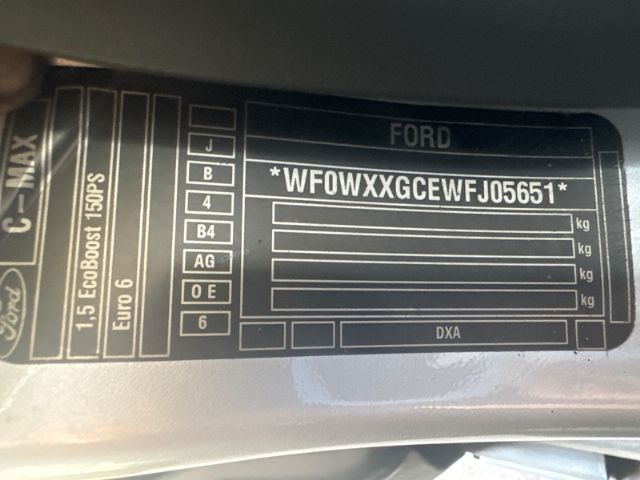 Ford
C-MAX
1,5 EcoBoost 150PS
Euro 6
J
B
4
B4
AG
0 E
6
FORD
*WF0WXXGCEWFJ05651*
kg
kg
kg
kg
DXA